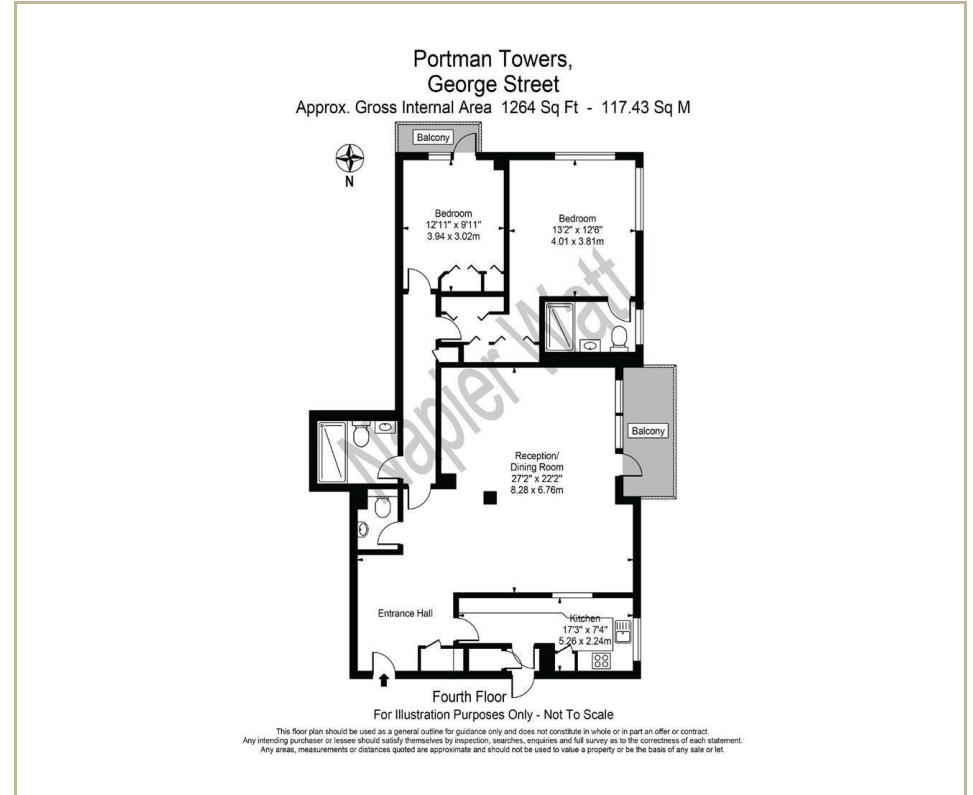 Portman Towers,
George Street
Approx. Gross Internal Area 1264 Sq Ft - 117.43 Sq M
Balcony
N
Bedroom
12'11" x 9'11"
3.94 x 3.02m
Bedroom
13'2" x 12'6"
4.01 x 3.81m
Napier Watt
Balcony
Reception/
Dining Room
27'2" x 22'2"
8.28 x 6.76m
Entrance Hall
Kitchen
17'3" x 7'4"
5.26 x 2.24m
Fourth Floor
For Illustration Purposes Only - Not To Scale
This floor plan should be used as a general outline for guidance only and does not constitute in whole or in part an offer or contract.
Any intending purchaser or lessee should satisfy themselves by inspection, searches, enquiries and full survey as to the correctness of each statement.
Any areas, measurements or distances quoted are approximate and should not be used to value a property or be the basis of any sale or let.